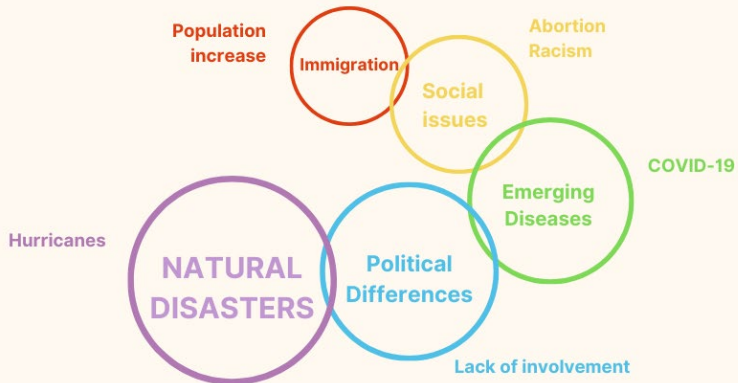 Population
increase
Immigration
Abortion
Racism
Social
issues
COVID-19
Emerging
Diseases
Hurricanes
NATURAL
DISASTERS
Political
Differences
Lack of involvement